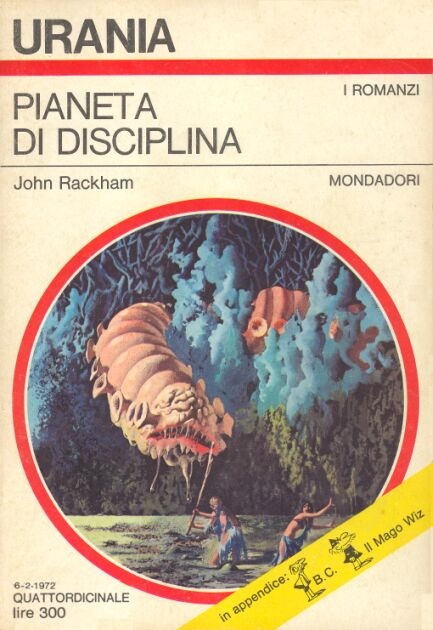 URANIA
I ROMANZI
PIANETA
DI DISCIPLINA
John Rackham
MONDADORI
6-2-1972
QUATTORDICINALE
lire 300
in appendice:
B.C.
Il Mago Wiz